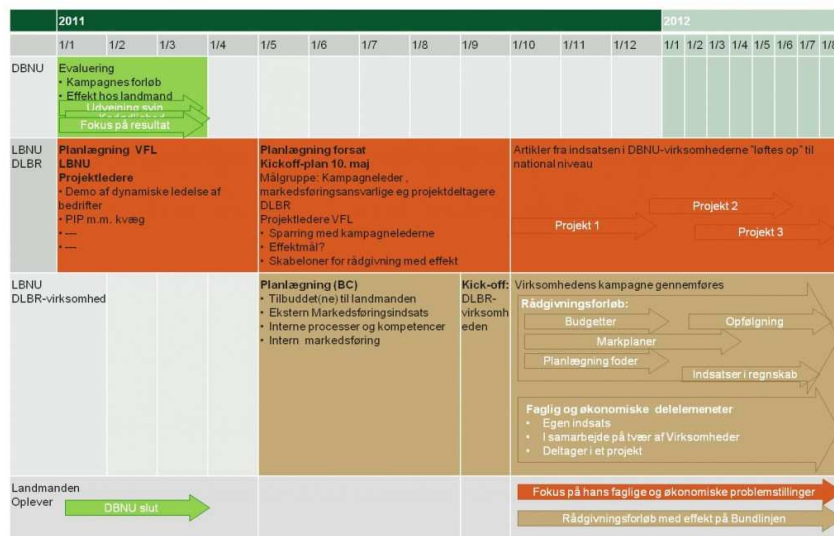 2011
2012
1/1 1/2 1/3 1/4 1/5 1/6 1/7 1/8 1/9 1/10 1/11 1/12 1/1 1/2 1/3 1/4 1/5 1/6 1/7 1/8
DBNU
Evaluering
• Kampagnes forløb
• Effekt hos landmand
Udvejning svin
Fokus på resultat
LBNU
DLBR
Planlægning VFL
LBNU
Projektledere
• Demo af dynamiske ledelse af
bedrifter
• PIP m.m. kvæg
• ---
• ---
Planlægning forsat
Kickoff-plan 10. maj
Målgruppe: Kampagneleder ,
markedsføringsansvarlige eg projektdeltagere
DLBR
Projektledere VFL
• Sparring med kampagnelederne
• Effektmål?
• Skabeloner for rådgivning med effekt
Artikler fra indsatsen i DBNU-virksomhederne "løftes op" til
national niveau
Projekt 1
Projekt 2
Projekt 3
LBNU
DLBR-virksomhed
Planlægning (BC)
• Tilbuddet(ne) til landmanden
• Ekstern Markedsføringsindsats
• Interne processer og kompetencer
• Intern markedsføring
Kick-off:
DLBR-
virksomh
eden
Virksomhedens kampagne gennemføres
Rådgivningsforløb:
Budgetter
Opfølgning
Markplaner
Planlægning foder
Indsatser i regnskab
Faglig og økonomiske delelemeneter
• Egen indsats
• I samarbejde på tvær af Virksomheder
• Deltager i et projekt
Landmanden
Oplever
DBNU slut
Fokus på hans faglige og økonomiske problemstillinger
Rådgivningsforløb med effekt på Bundlinjen